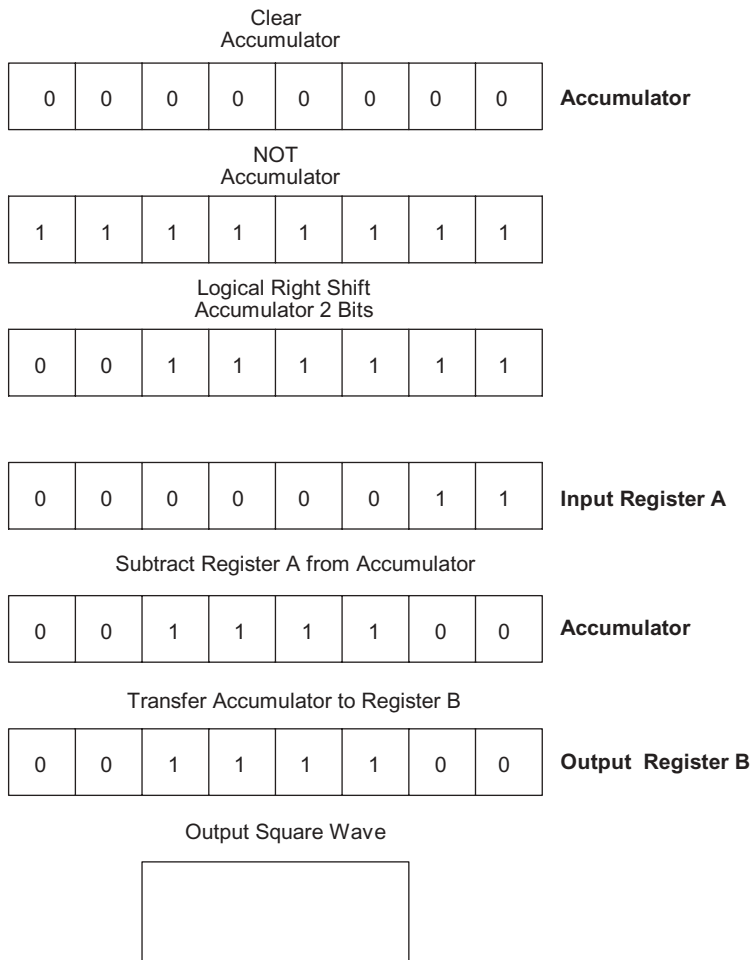 Clear
Accumulator
0 0 0 0 0 0 0 0 Accumulator
NOT
Accumulator
1 1 1 1 1 1 1 1
Logical Right Shift
Accumulator 2 Bits
0 0 1 1 1 1 1 1
0 0 0 0 0 0 1 1 Input Register A
Subtract Register A from Accumulator
0 0 1 1 1 1 0 0 Accumulator
Transfer Accumulator to Register B
0 0 1 1 1 1 0 0 Output Register B
Output Square Wave